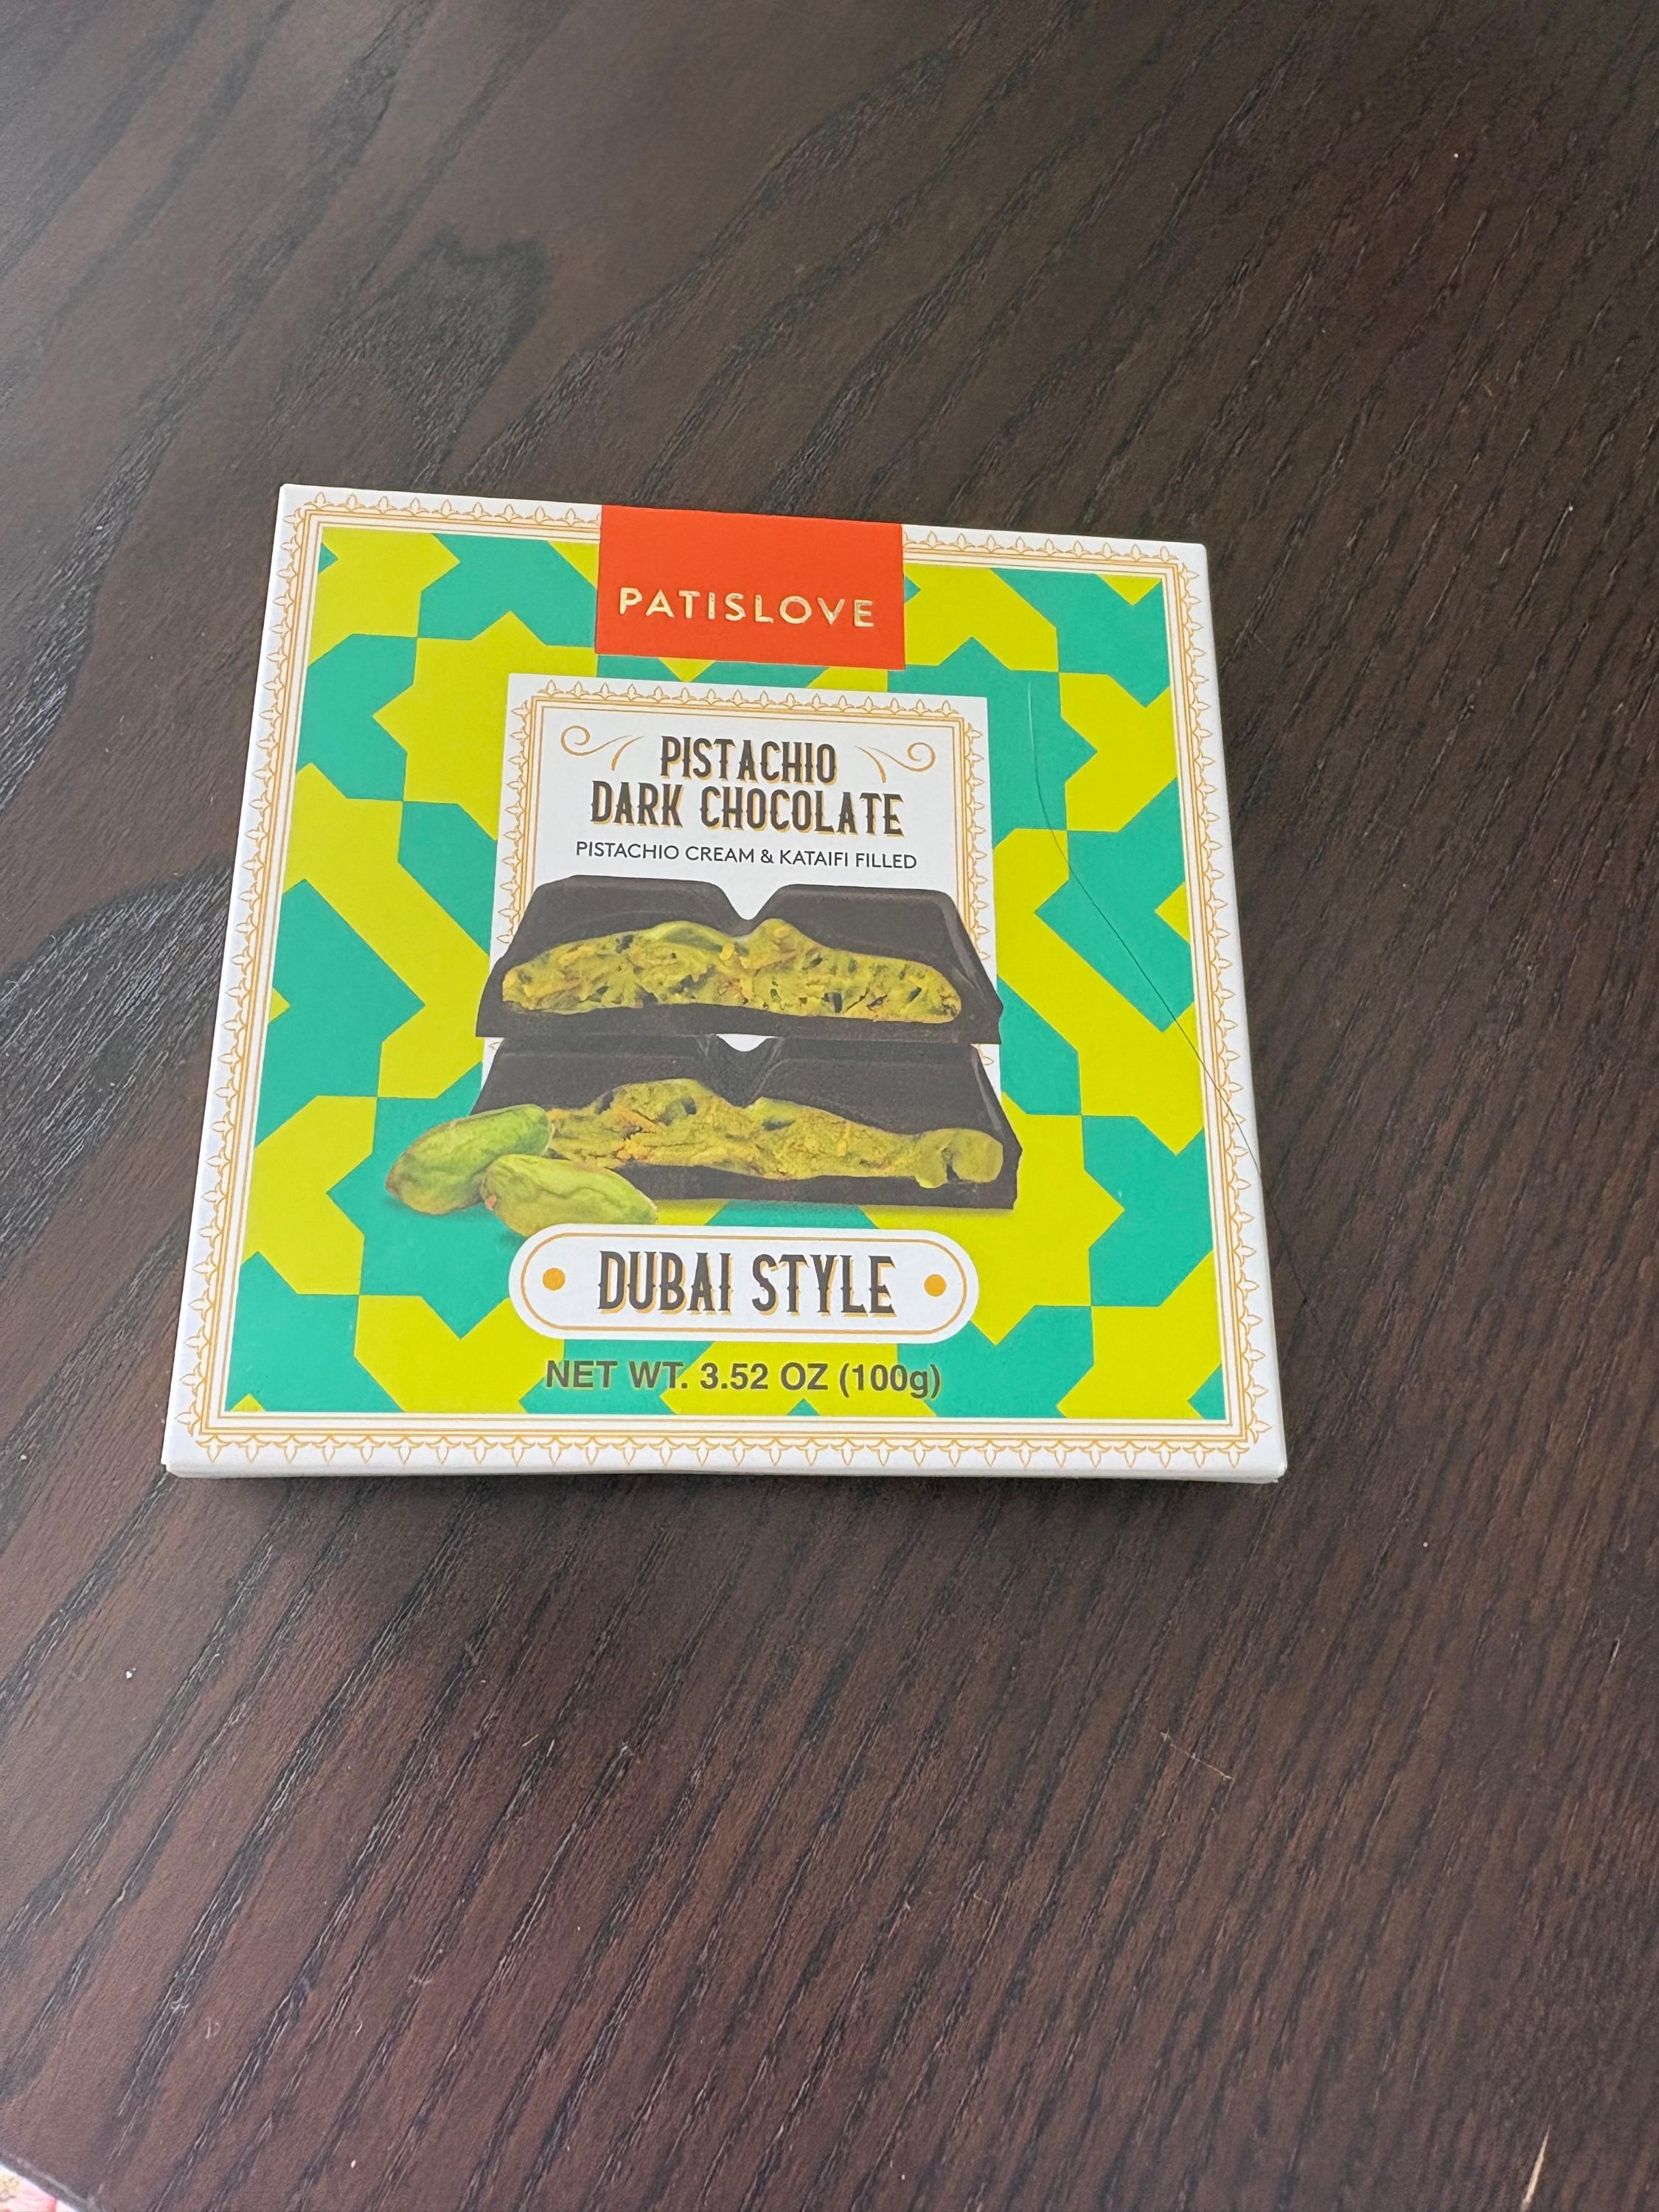 PATISLOVE
PISTACHIO
DARK CHOCOLATE
PISTACHIO CREAM & KATAIFI FILLED
DUBAI STYLE
NET WT. 3.52 OZ (100g)